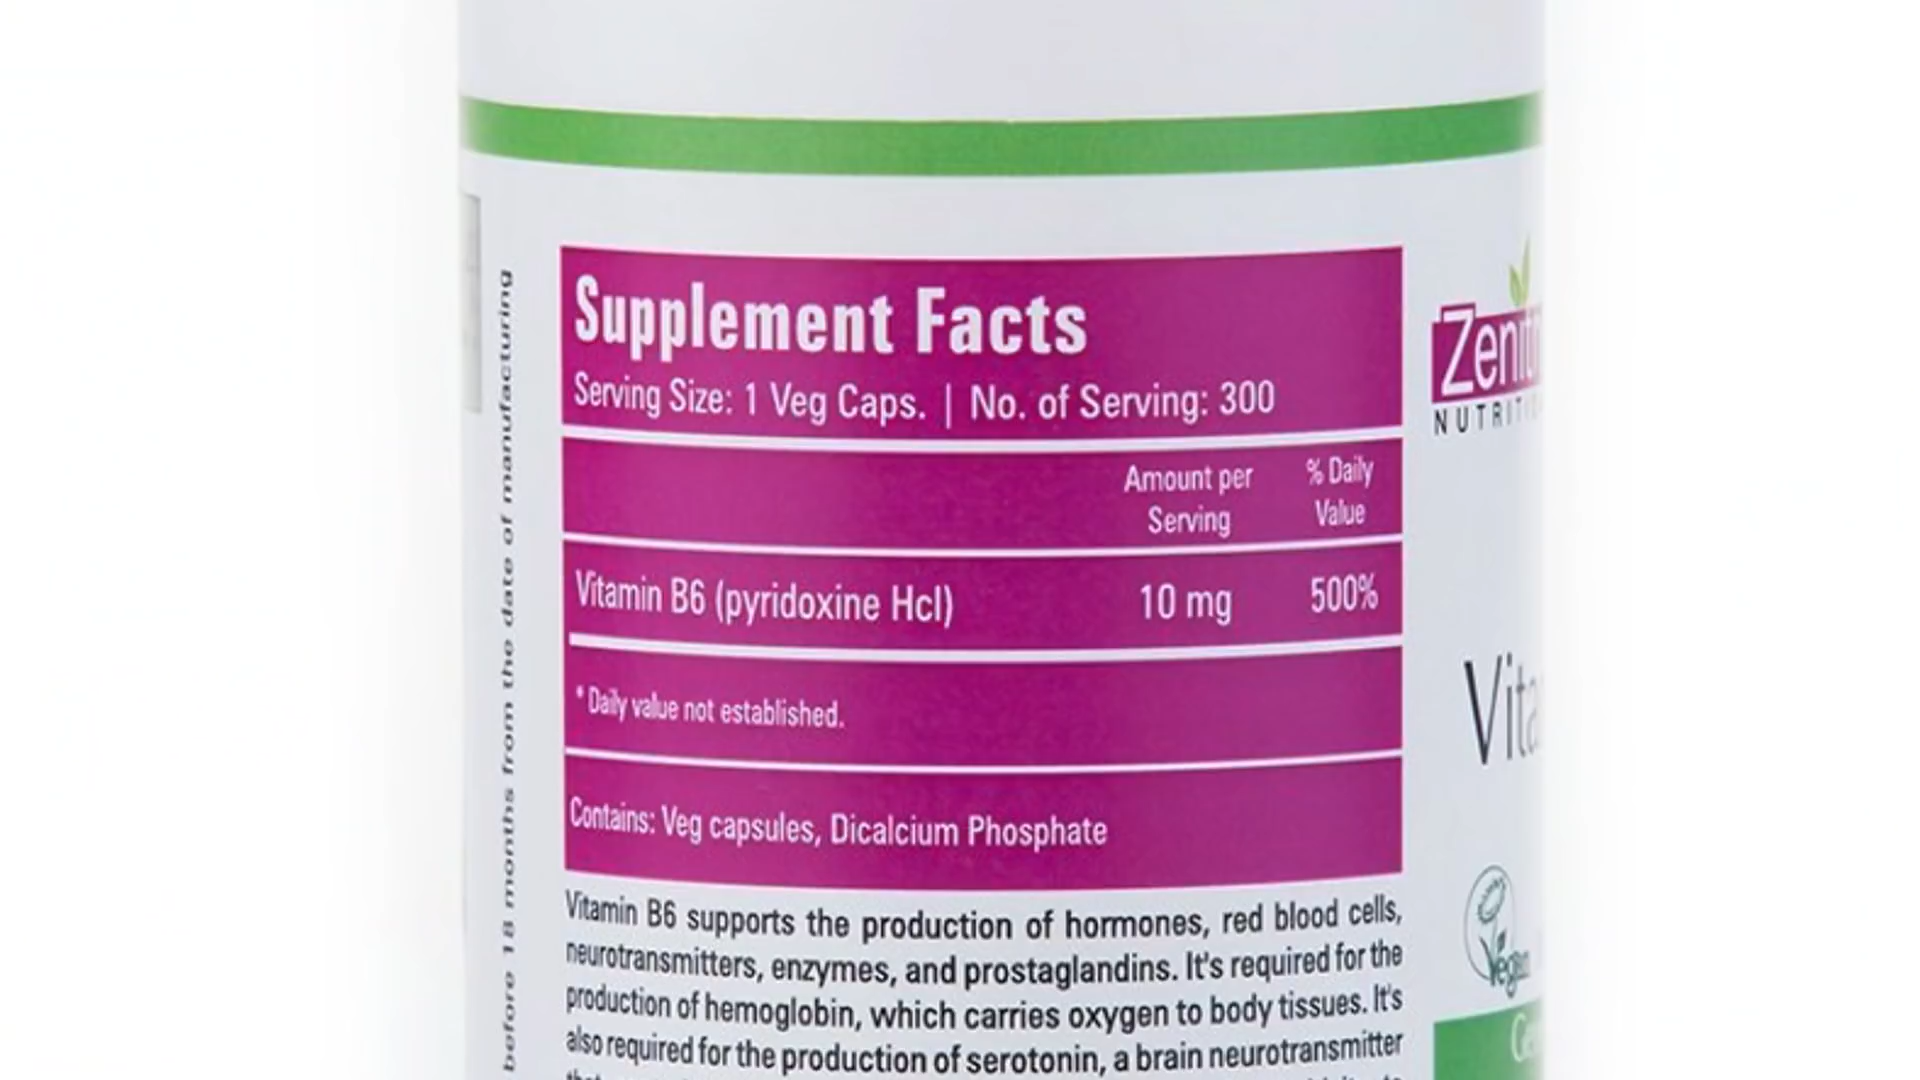 Supplement Facts
Serving Size: 1 Veg Caps. | No. of Serving: 300
Amount per
Serving
% Daily
Value
Vitamin B6 (pyridoxine Hcl) 10 mg 500%
* Daily value not established.
Contains: Veg capsules, Dicalcium Phosphate
Vitamin B6 supports the production of hormones, red blood cells,
neurotransmitters, enzymes, and prostaglandins. It's required for the
production of hemoglobin, which carries oxygen to body tissues. It's
also required for the production of serotonin, a brain neurotransmitter
before 18 months from the date of manufacturing
Zenith
Vita
Vegan